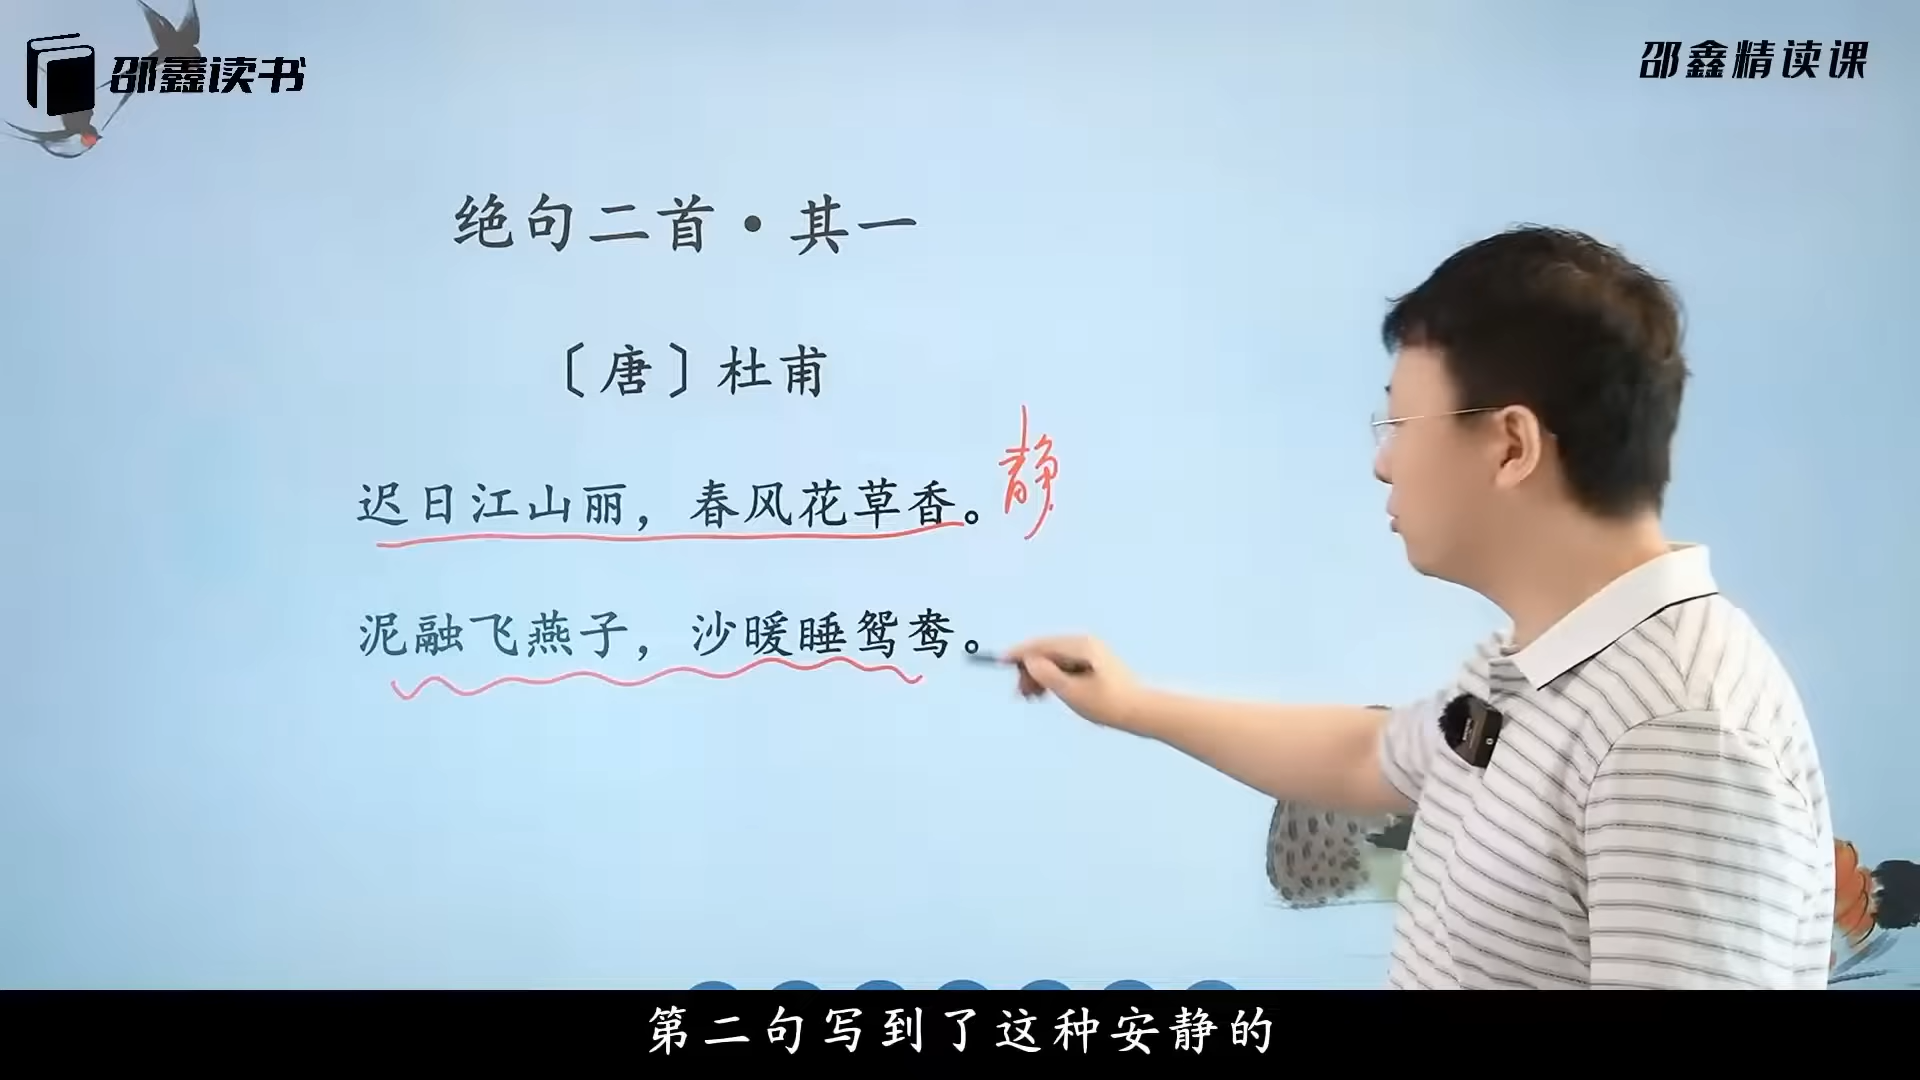 邵鑫读书
邵鑫精读课
绝句二首·其一
〔唐〕杜甫
迟日江山丽，春风花草香。
静
泥融飞燕子，沙暖睡鸳鸯。
第二句写到了这种安静的